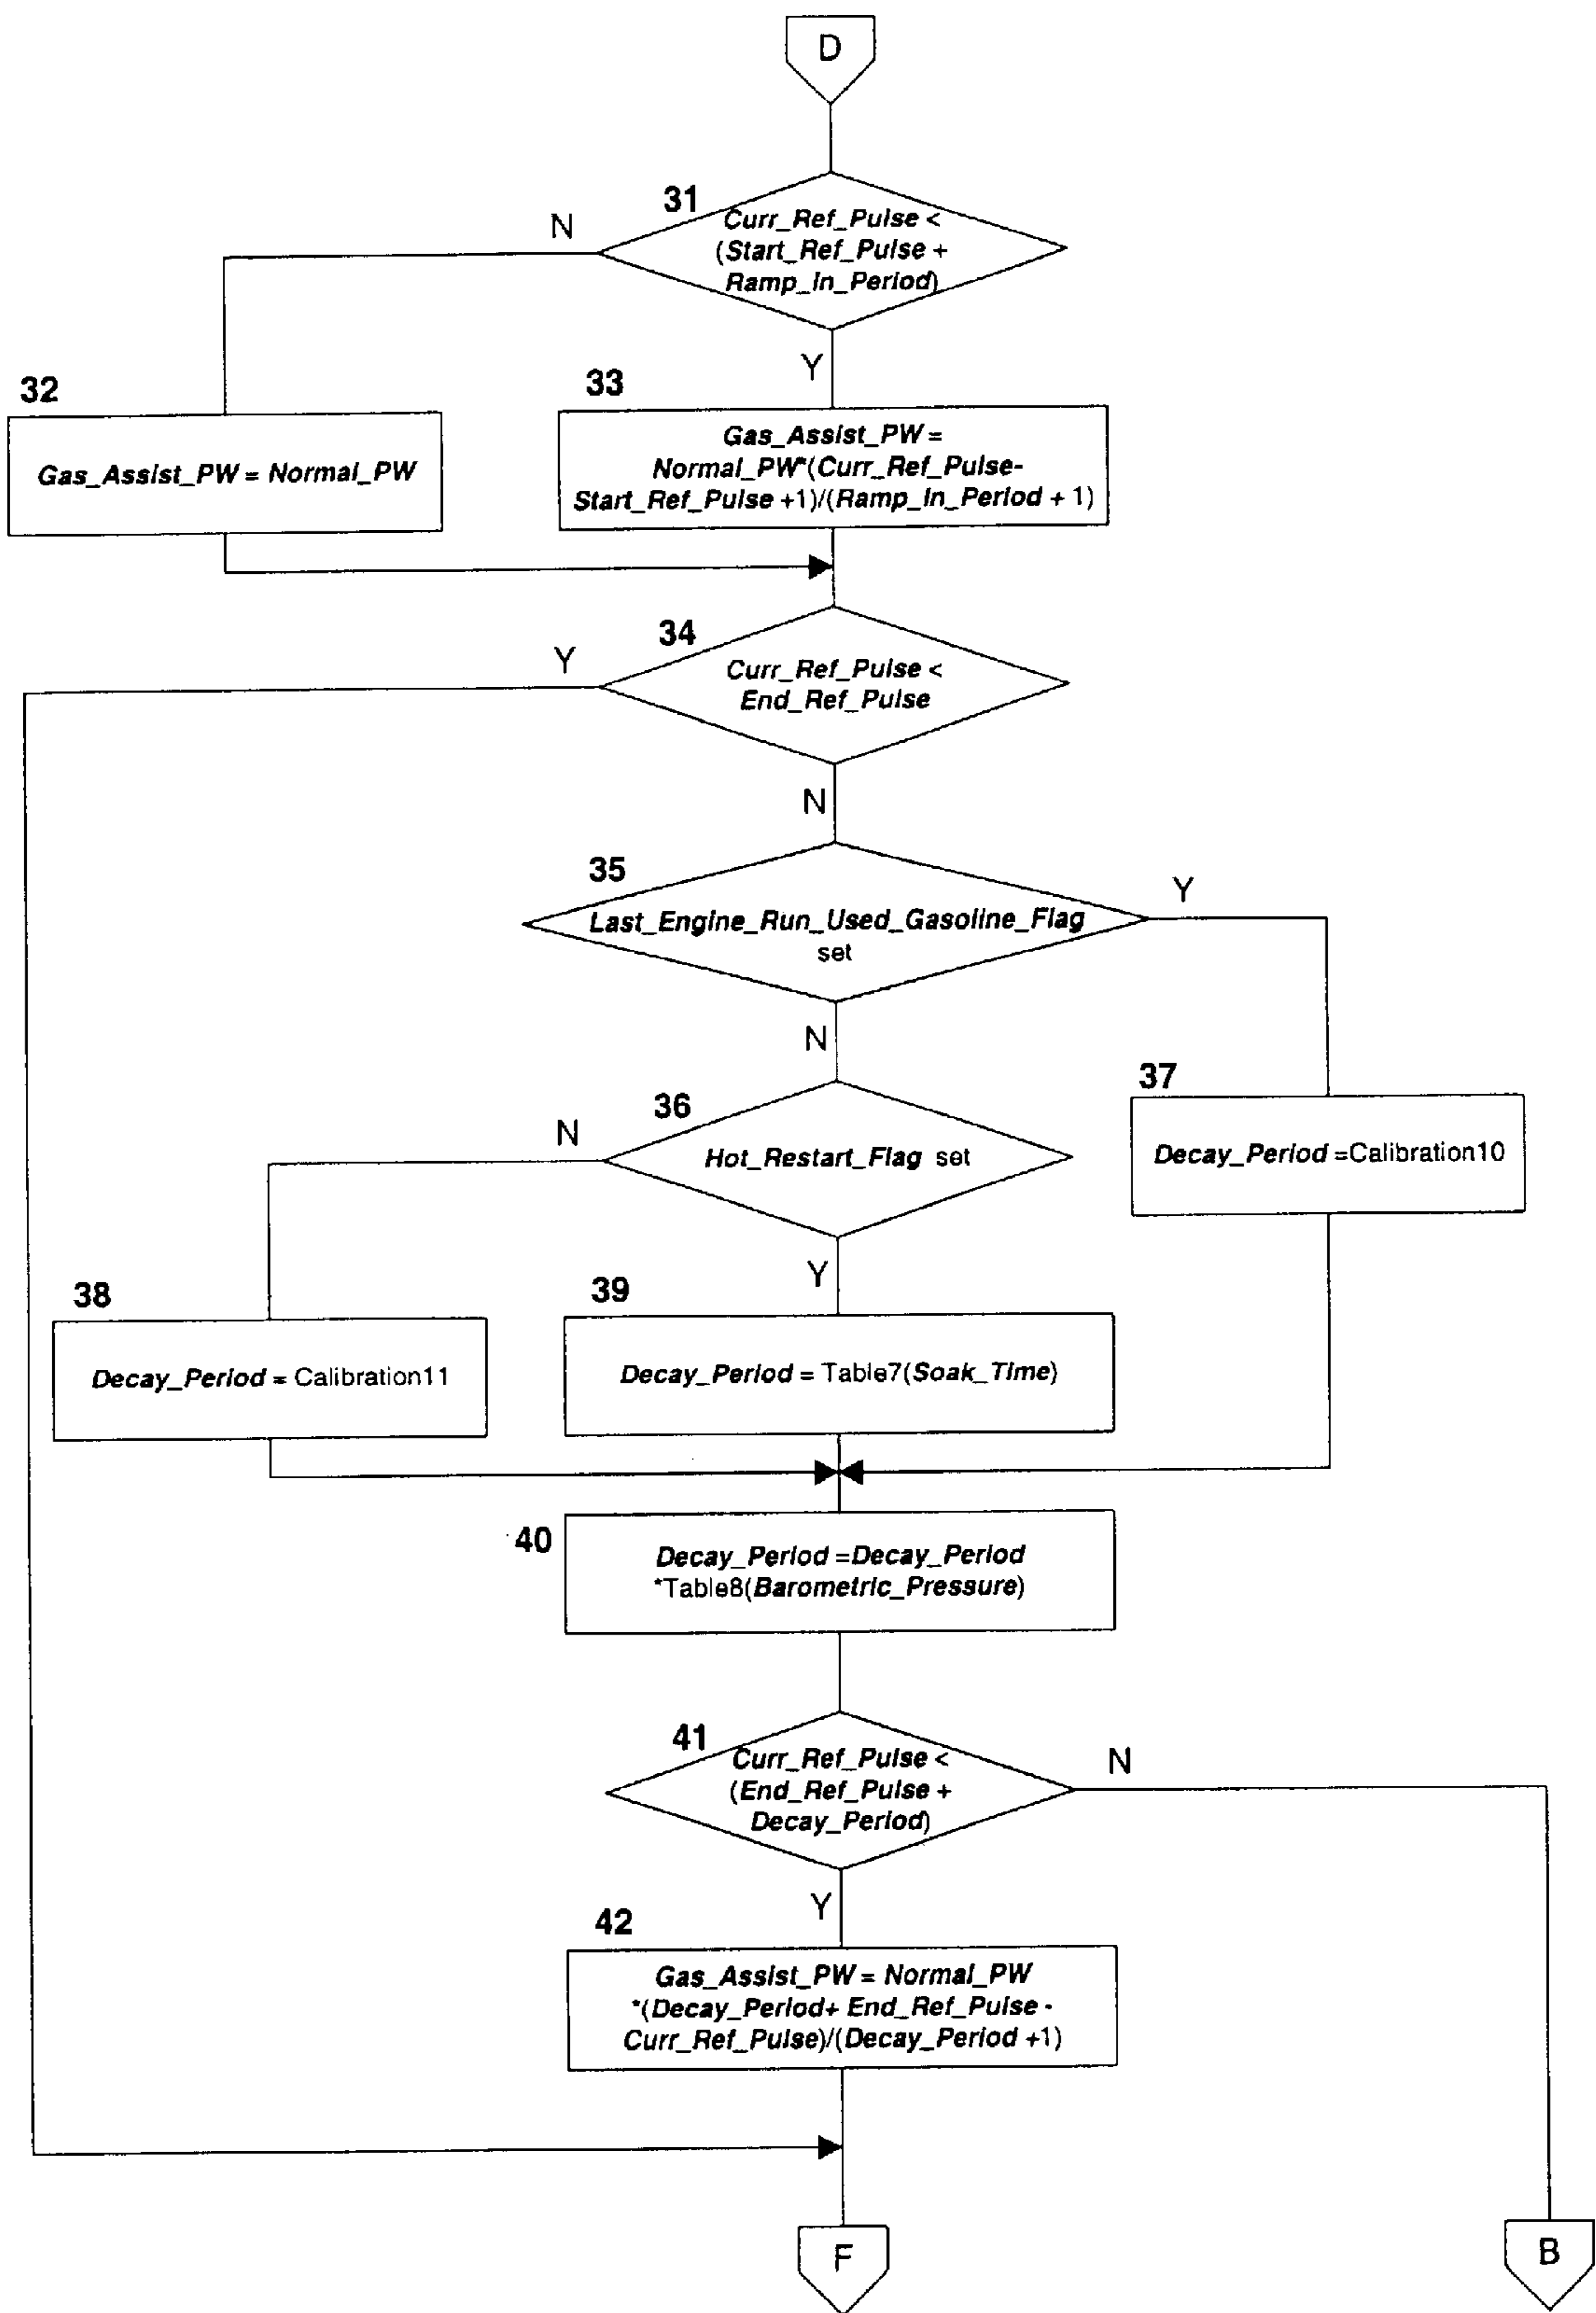 D
31
Curr_Ref_Pulse <
(Start_Ref_Pulse +
Ramp_In_Period)
N
Y
32
Gas_Assist_PW = Normal_PW
33
Gas_Assist_PW =
Normal_PW*(Curr_Ref_Pulse-
Start_Ref_Pulse +1)/(Ramp_In_Period + 1)
34
Y
Curr_Ref_Pulse <
End_Ref_Pulse
N
35
Y
Last_Engine_Run_Used_Gasoline_Flag
set
N
36
N
Hot_Restart_Flag set
37
Decay_Period =Calibration10
Y
38
Decay_Period = Calibration11
39
Decay_Period = Table7(Soak_Time)
40
Decay_Period =Decay_Period
*Table8(Barometric_Pressure)
41
Curr_Ref_Pulse <
(End_Ref_Pulse +
Decay_Period)
N
Y
42
Gas_Assist_PW = Normal_PW
*(Decay_Period+ End_Ref_Pulse -
Curr_Ref_Pulse)/(Decay_Period +1)
F
B